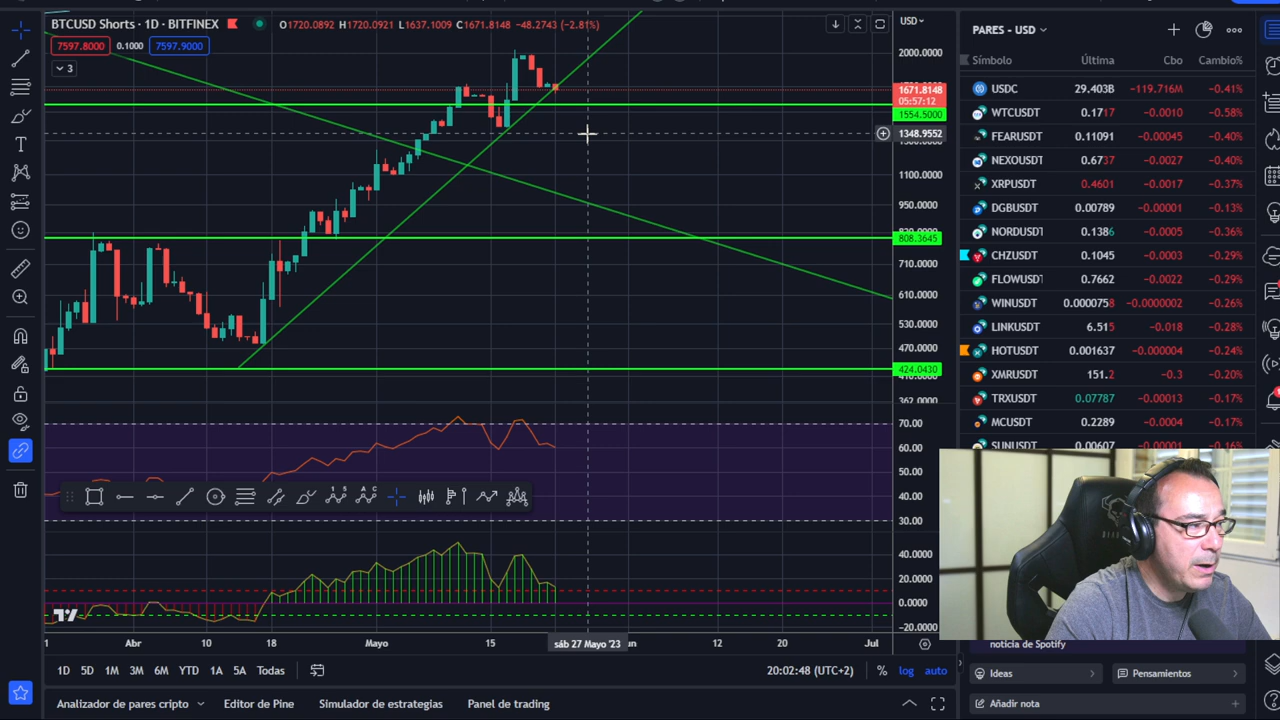 BTCUSD Shorts · 1D · BITFINEX O1720.0892 H1720.0921 L1637.1009 C1671.8148 −48.2743 (−2.81%)
USD
7597.8000 0.1000 7597.9000
3
2000.0000
1671.8148
05:57:12
1554.5000
1348.9552
1100.0000
950.0000
808.3645
710.0000
610.0000
530.0000
470.0000
424.0430
362.0000
70.00
60.00
50.00
40.00
30.00
40.0000
20.0000
0.0000
−20.0000
1 Abr 10 18 Mayo 15 sáb 27 Mayo '23 12 20 Jul
1D 5D 1M 3M 6M YTD 1A 5A Todas
20:02:48 (UTC+2) % log auto
Analizador de pares cripto Editor de Pine Simulador de estrategias Panel de trading
PARES - USD
Símbolo Última Cbo Cambio%
USDC 29.403B −119.716M −0.41%
WTCUSDT 0.1717 −0.0010 −0.58%
FEARUSDT 0.11091 −0.00045 −0.40%
NEXOUSDT 0.6737 −0.0027 −0.40%
XRPUSDT 0.4601 −0.0017 −0.37%
DGBUSDT 0.00789 −0.00001 −0.13%
NORDUSDT 0.1386 −0.0005 −0.36%
CHZUSDT 0.1045 −0.0003 −0.29%
FLOWUSDT 0.7662 −0.0022 −0.29%
WINUSDT 0.0000758 −0.0000002 −0.26%
LINKUSDT 6.515 −0.018 −0.28%
HOTUSDT 0.001637 −0.000004 −0.24%
XMRUSDT 151.2 −0.3 −0.20%
TRXUSDT 0.07787 −0.00013 −0.17%
MCUSDT 0.2289 −0.0004 −0.17%
SUNUSDT 0.00607 −0.00001 −0.16%
noticia de Spotify
Ideas Pensamientos
Añadir nota